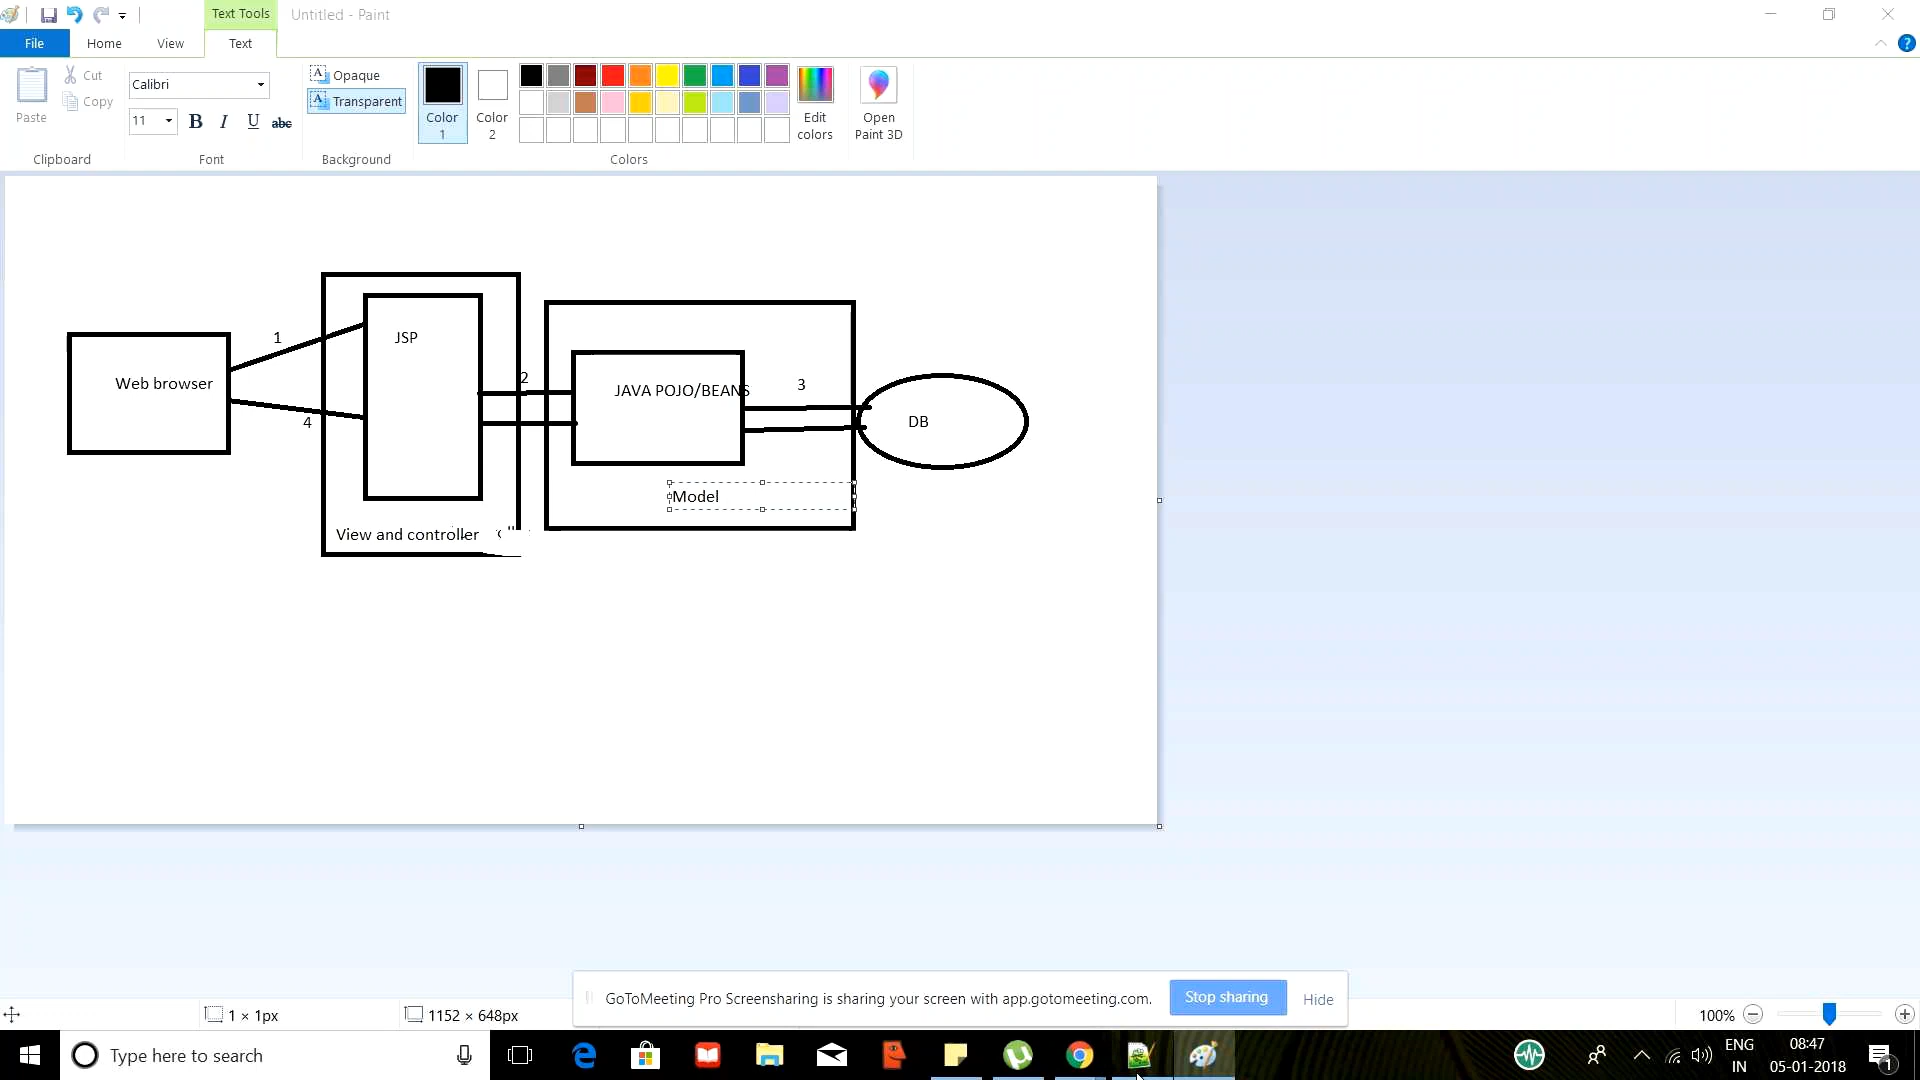 Text Tools
Untitled - Paint
File
Home
View
Text
Paste
Cut
Copy
Clipboard
Calibri
11
B I U abc
Font
Opaque
Transparent
Background
Color 1
Color 2
Edit colors
Colors
Open Paint 3D
?
Web browser
1
4
JSP
View and controller
2
JAVA POJO/BEANS
3
Model
DB
1 × 1px
1152 × 648px
GoToMeeting Pro Screensharing is sharing your screen with app.gotomeeting.com.
Stop sharing
Hide
100%
Type here to search
ENG
IN
08:47
05-01-2018
1